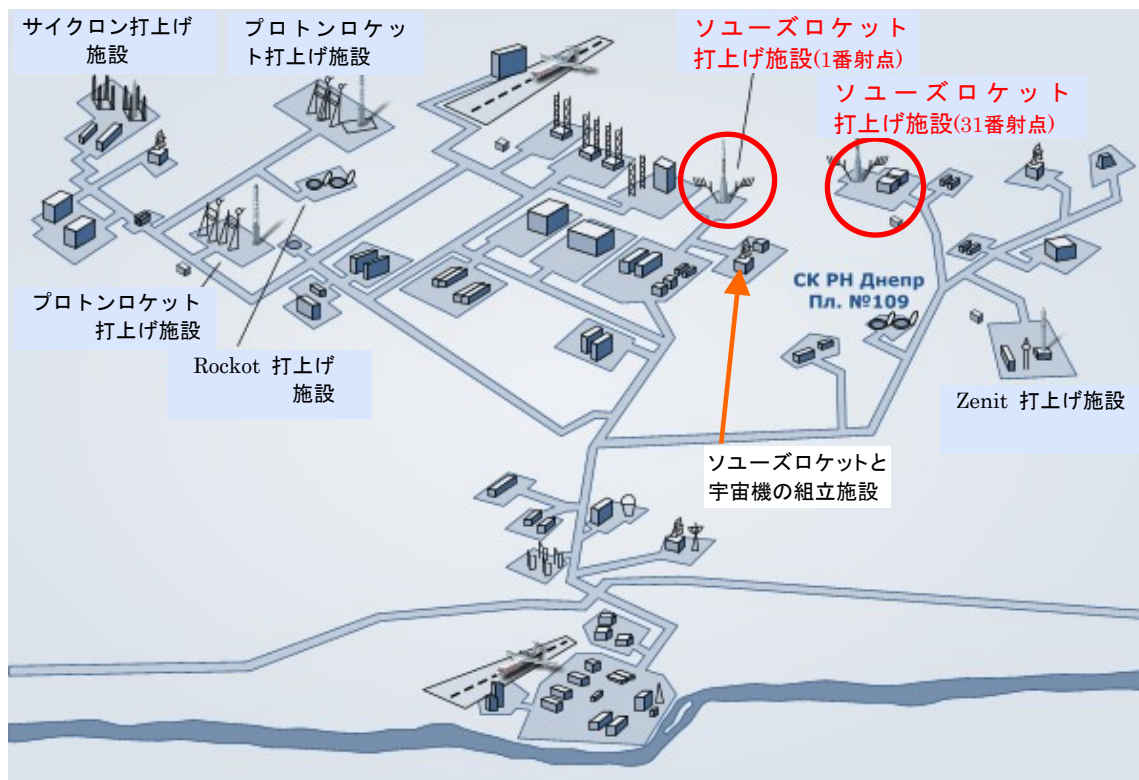 サイクロン打上げ
施設
プロトンロケッ
ト打上げ施設
ソユーズロケット
打上げ施設(1番射点)
ソユーズロケット
打上げ施設(31番射点)
プロトンロケット
打上げ施設
Rockot 打上げ
施設
СК РН Днепр
Пл. №109
Zenit 打上げ施設
ソユーズロケットと
宇宙機の組立施設